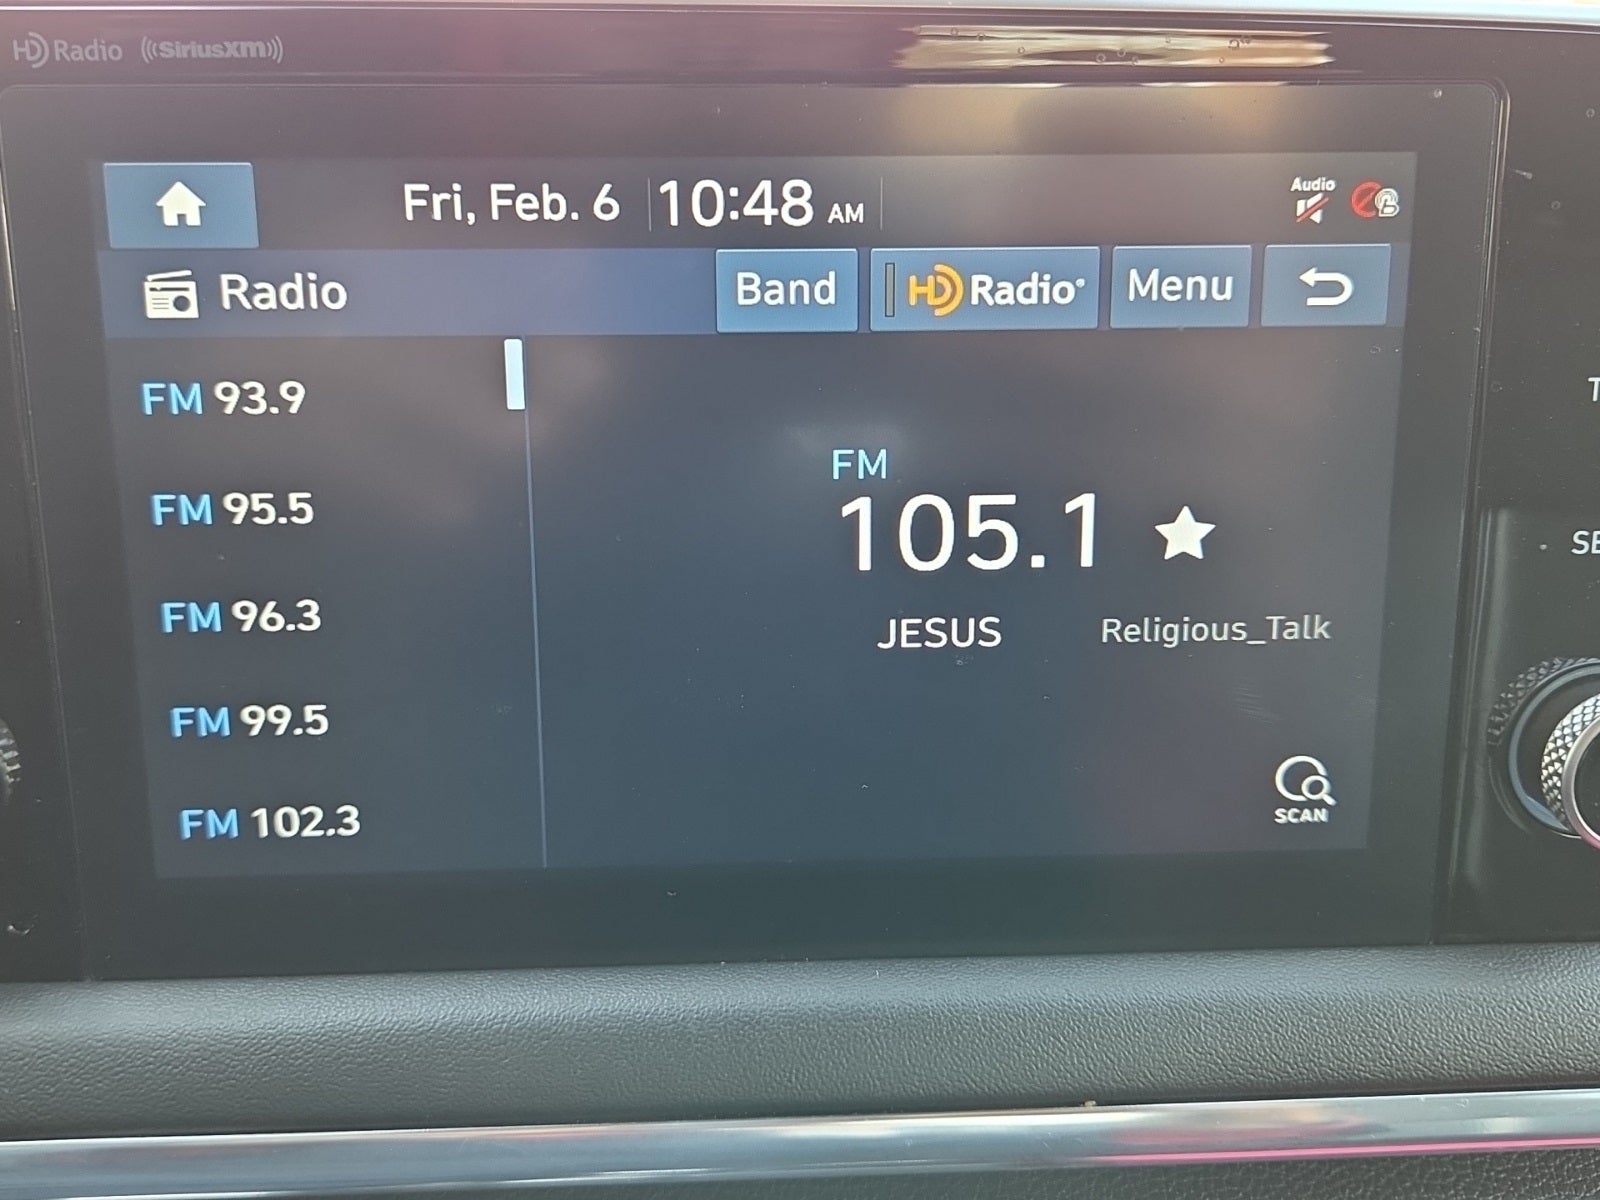 HD Radio ((SiriusXM))
Fri, Feb. 6 10:48 AM Audio
Radio Band HD Radio® Menu
FM 93.9
FM 95.5
FM 96.3
FM 99.5
FM 102.3
FM
105.1
JESUS Religious_Talk
SCAN
T
SE